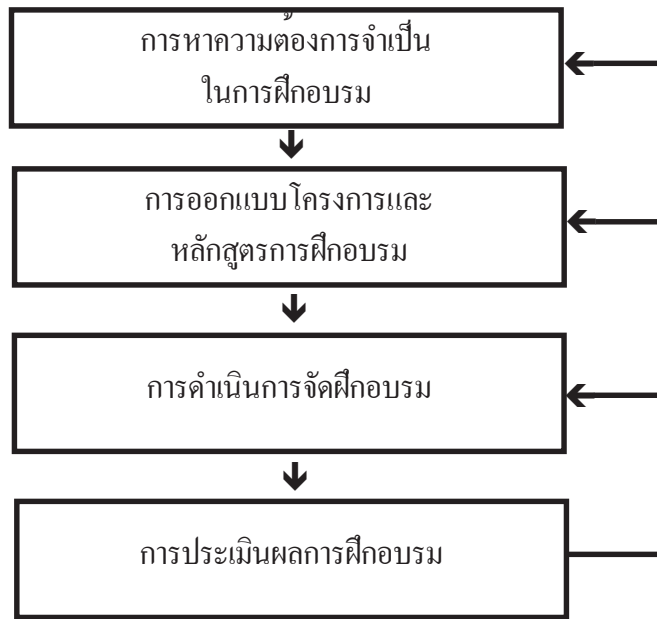 การหาความต้องการจำเป็น
ในการฝึกอบรม
การออกแบบโครงการและ
หลักสูตรการฝึกอบรม
การดำเนินการจัดฝึกอบรม
การประเมินผลการฝึกอบรม